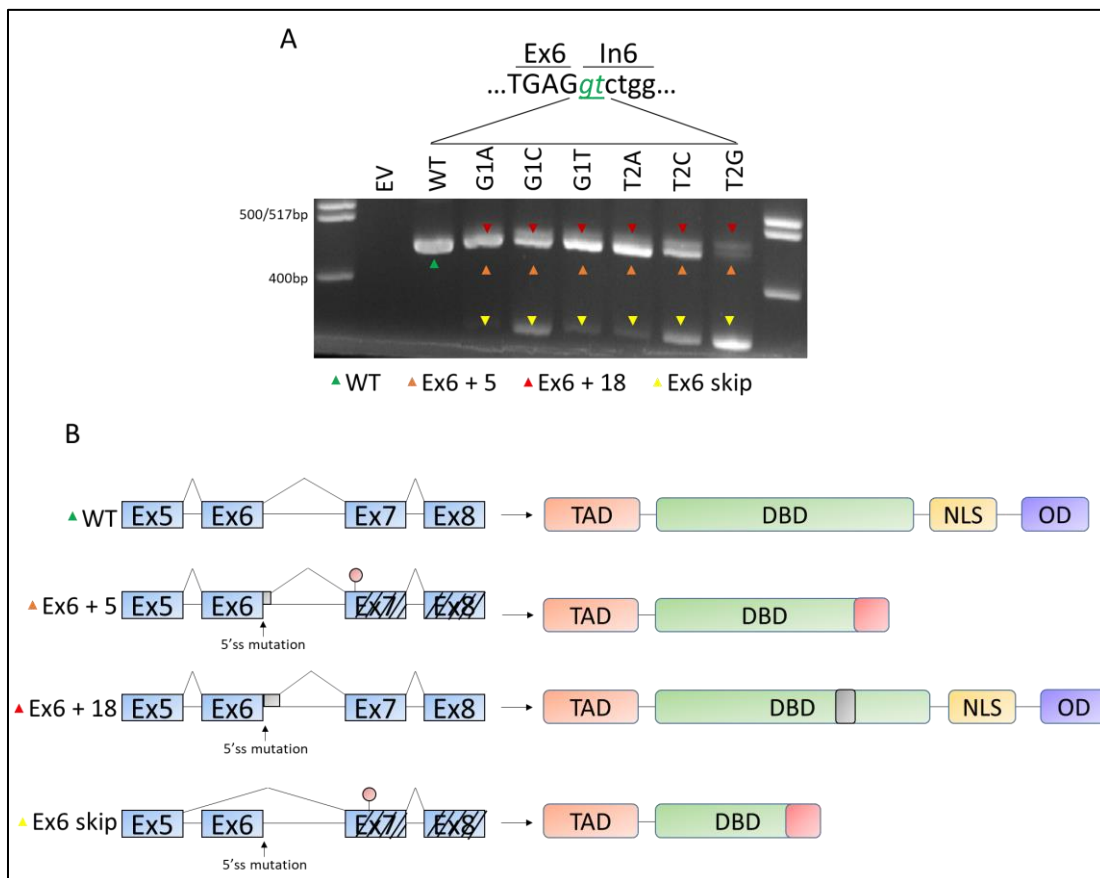 A
Ex6 In6
...TGAGgtctgg...
EV WT G1A G1C G1T T2A T2C T2G
500/517bp
400bp
WT Ex6 + 5 Ex6 + 18 Ex6 skip
B
WT Ex5 Ex6 Ex7 Ex8 TAD DBD NLS OD
Ex6 + 5 Ex5 Ex6 Ex7 Ex8 TAD DBD
5'ss mutation
Ex6 + 18 Ex5 Ex6 Ex7 Ex8 TAD DBD NLS OD
5'ss mutation
Ex6 skip Ex5 Ex6 Ex7 Ex8 TAD DBD
5'ss mutation